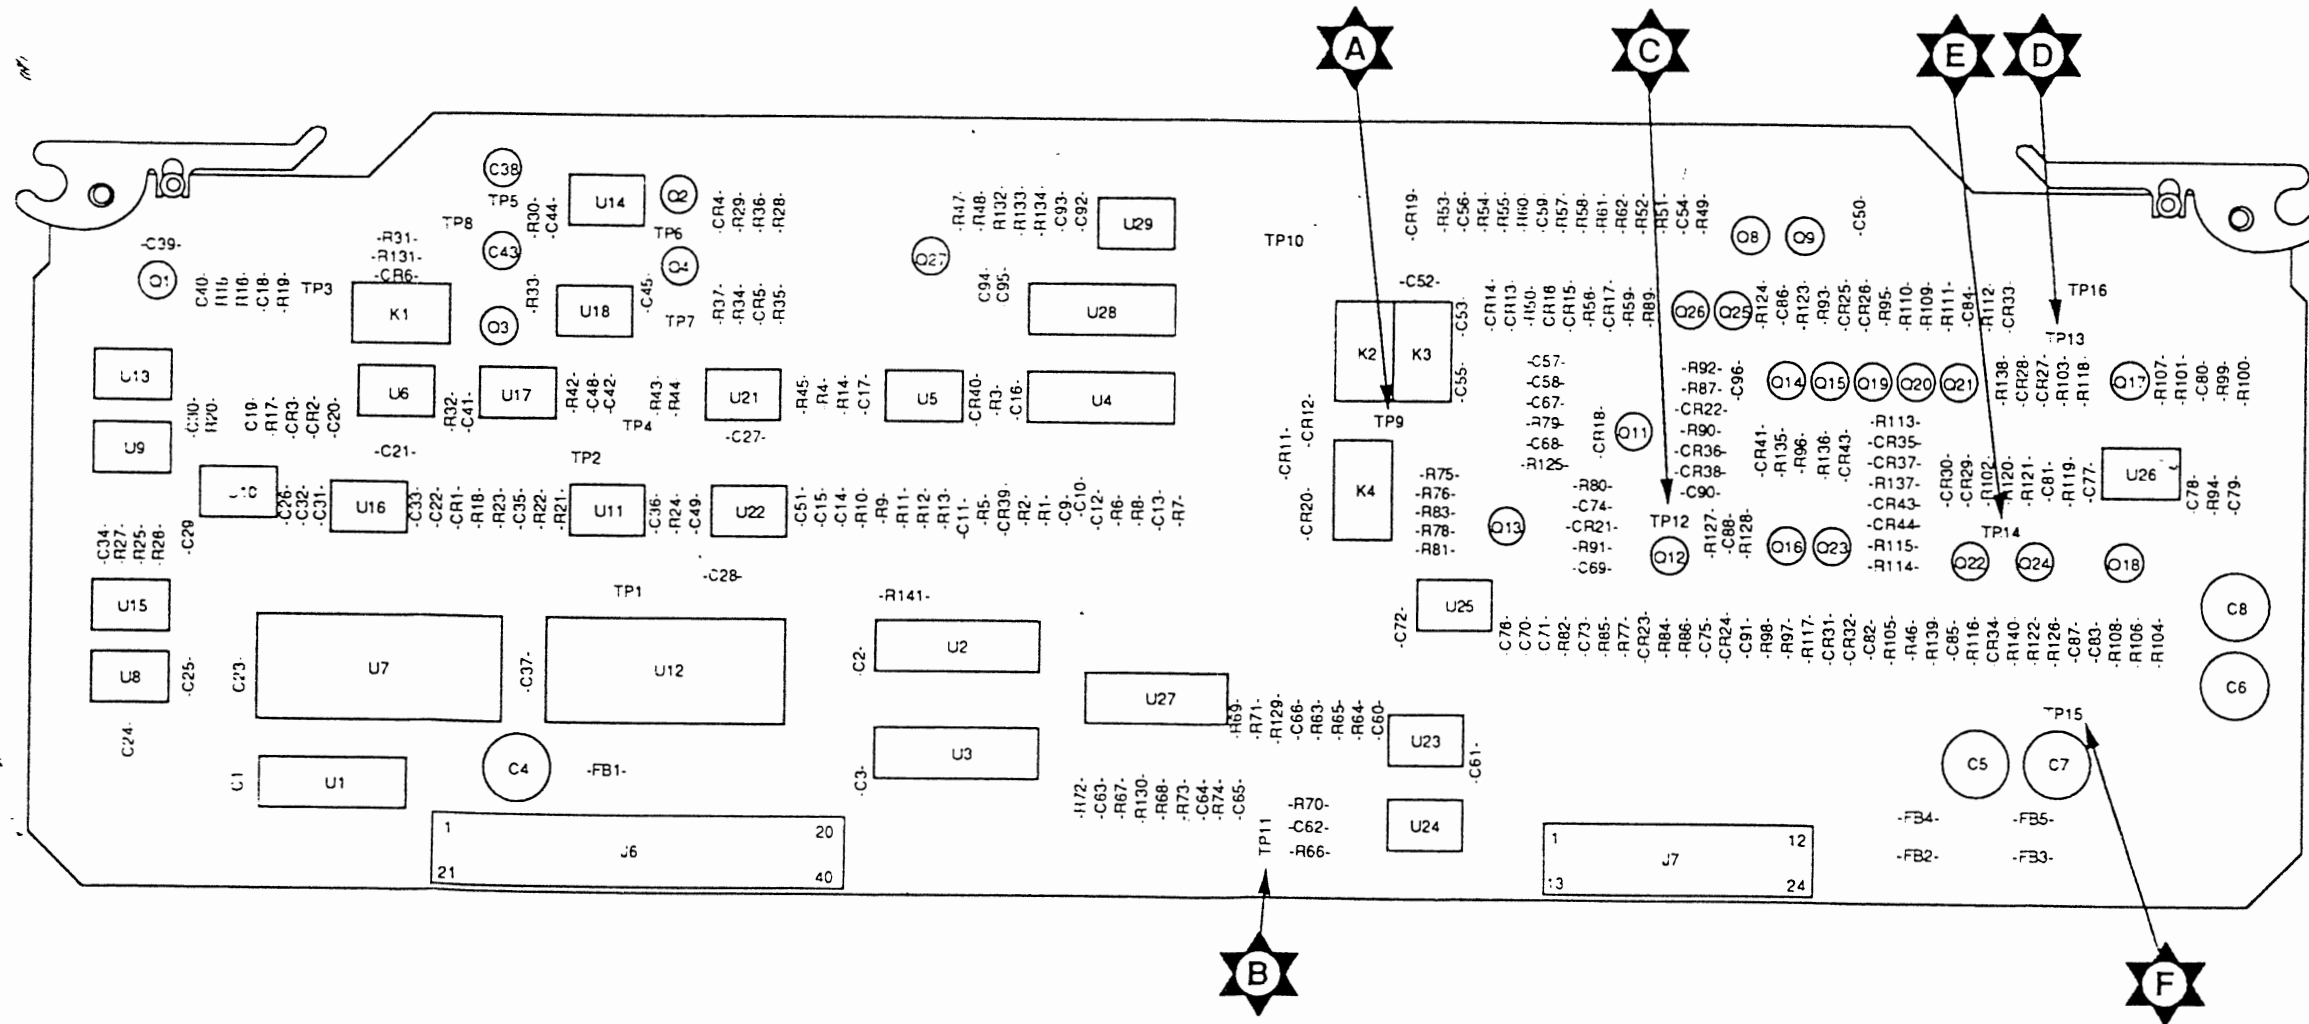 A
C
E
D
C38
TP5
TP8
-R30-
C44-
U14
Q2
TP6
-CR4-
-R29-
-R36-
-R28-
-R47-
-R48-
R132-
-R133-
-R134-
-C93-
-C92-
U29
TP10
-CR19-
-R53-
-C56-
-R54-
-R55-
-R60-
-C59-
-R57-
-R58-
-R61-
-R62-
-R52-
-R51-
-C54-
-R49-
Q8
Q9
-C50-
-C39-
Q1
C40-
R16-
-C18-
-R19-
TP3
-R31-
-R131-
-CR6-
K1
C43
Q3
-R33-
U18
-C45-
Q4
TP7
-R37-
-R34-
-CR5-
-R35-
Q27
C94-
C95-
U28
-C52-
K2
K3
-C53-
-C55-
-CR14-
-CR13-
-R50-
CR16
-CR15-
-R56-
-CR17-
-R59-
-R89-
Q26
Q25
-R124-
-C86-
-R123-
-R93-
-CR25-
-CR26-
-R95-
-R110-
-R109-
-R111-
-C84-
-R112-
-CR33-
TP16
TP13
U13
U9
-C30-
R20-
C19-
-R17-
-CR3-
-CR2-
-C20-
U6
-R32-
-C41-
U17
-R42-
-C48-
-C42-
TP4
-R43-
-R44
U21
-C27-
-R45-
-R4-
-R14-
-C17-
U5
-CR40-
-R3-
-C16-
U4
-CR11-
-CR12-
TP9
-C57-
-C58-
-C67-
-R79-
-C68-
-R125-
-CR18-
Q11
-R92-
-R87-
-CR22-
-R90-
-CR36-
-CR38-
-C90-
-C96-
Q14
Q15
Q19
Q20
Q21
-R138-
-CR28-
-CR27-
-R103-
-R118-
Q17
-R107-
-R101-
-C80-
-R99-
-R100-
-C21-
TP2
-C26-
-C32-
-C31-
U16
-C33-
-C22-
-CR1-
-R18-
-R23-
-C35-
-R22-
-R21-
U11
-C36-
-R24-
-C49-
U22
-C51-
-C15-
-C14-
-R10-
-R9-
-R11-
-R12-
-R13-
-C11-
-R5-
-CR39-
-R2-
-R1-
-C9-
-C10-
-C12-
-R6-
-R8-
-C13-
-R7-
-CR20-
K4
-R75-
-R76-
-R83-
-R78-
-R81-
Q13
-R80-
-C74-
-CR21-
-R91-
-C69-
TP12
Q12
-R127-
-C88-
-R128-
-CR41-
-R135-
-R96-
-R136-
-CR43-
Q16
Q23
-R113-
-CR35-
-CR37-
-R137-
-CR43-
-CR44-
-R115-
-R114-
-CR30-
-CR29-
-R102-
-R120-
-R121-
-C81-
-R119-
-C77-
TP14
Q22
Q24
Q18
U26
-C78-
-R94-
-C79-
-C34-
-R27-
-R25-
-R26-
-C29
U15
U8
-C25-
C24-
C23-
U7
-C37-
TP1
-C28-
U12
-R141-
-C2-
U2
-C3-
U3
U27
-C72-
U25
-C76-
C70-
C71-
-R82-
-C73-
-R85-
-R77-
-CR23-
-R84-
-R86-
-C75-
-CR24-
-C91-
-R98-
-R97-
-R117-
-CR31-
-CR32-
-C82-
-R105-
-R46-
-R139-
-C85-
-R116-
CR34-
-R140-
-R122-
-R126-
-C87-
-C83-
-R108-
-R106-
-R104-
C8
C6
TP15
C5
C7
C1
U1
C4
-FB1-
-R69-
-R71-
-R129-
-C66-
-R63-
-R65-
-R64-
-C60-
U23
-C61-
-R72-
-C63-
-R67-
-R130-
-R68-
-R73-
-C64-
-R74-
-C65-
TP11
-R70-
-C62-
-R66-
U24
1
20
J6
21
40
1
12
J7
13
24
-FB4-
-FB5-
-FB2-
-FB3-
B
F